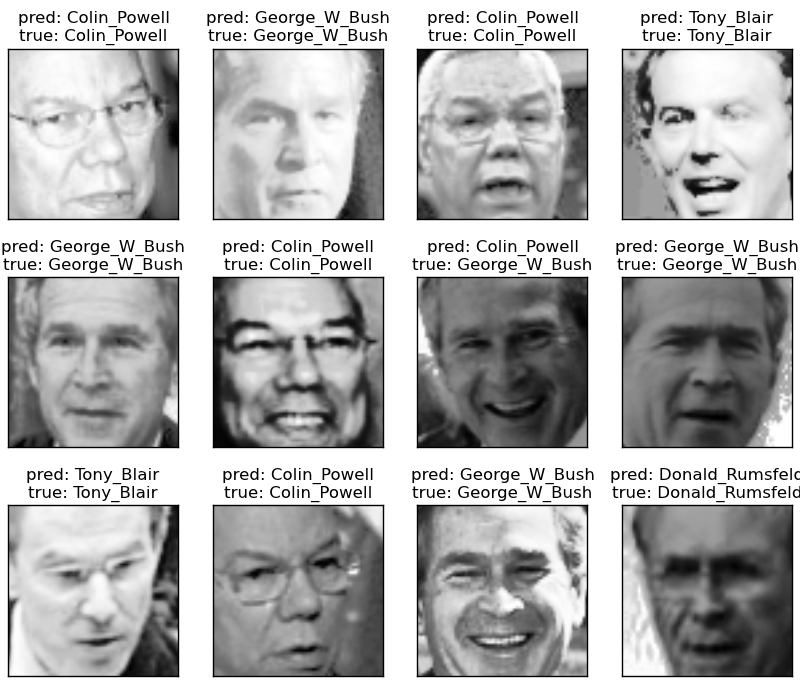 pred: Colin_Powell
true: Colin_Powell
pred: George_W_Bush
true: George_W_Bush
pred: Colin_Powell
true: Colin_Powell
pred: Tony_Blair
true: Tony_Blair
pred: George_W_Bush
true: George_W_Bush
pred: Colin_Powell
true: Colin_Powell
pred: Colin_Powell
true: George_W_Bush
pred: George_W_Bush
true: George_W_Bush
pred: Tony_Blair
true: Tony_Blair
pred: Colin_Powell
true: Colin_Powell
pred: George_W_Bush
true: George_W_Bush
pred: Donald_Rumsfeld
true: Donald_Rumsfeld